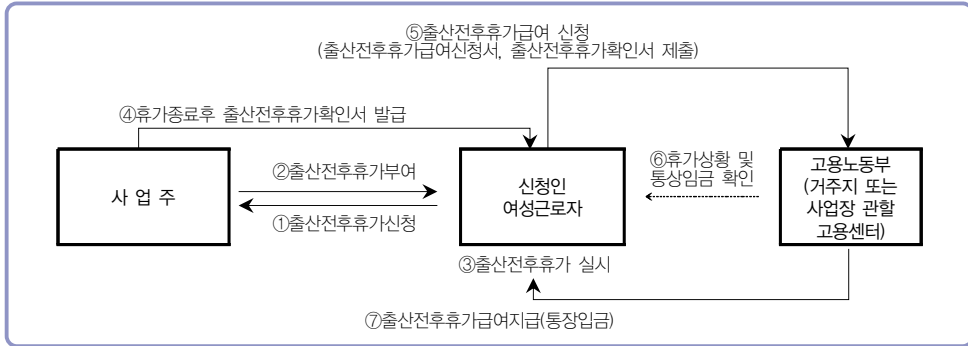 ⑤출산전후휴가급여 신청
(출산전후휴가급여신청서, 출산전후휴가확인서 제출)
④휴가종료후 출산전후휴가확인서 발급
사 업 주
②출산전후휴가부여
①출산전후휴가신청
신청인
여성근로자
⑥휴가상황 및
통상임금 확인
고용노동부
(거주지 또는
사업장 관할
고용센터)
③출산전후휴가 실시
⑦출산전후휴가급여지급(통장입금)